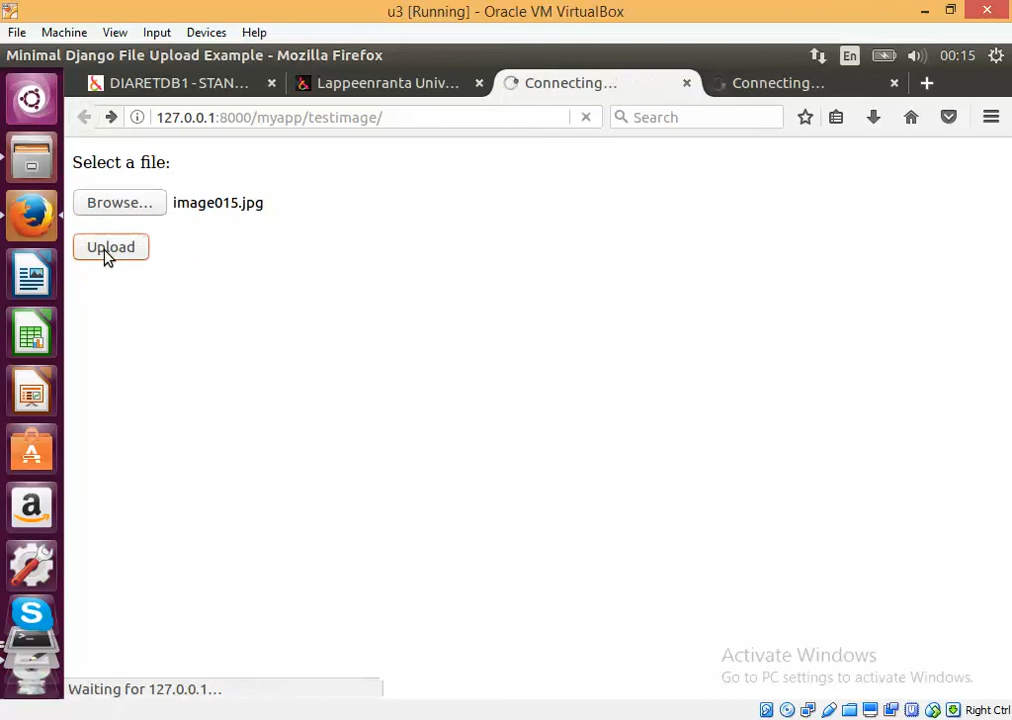 u3 [Running] - Oracle VM VirtualBox
File Machine View Input Devices Help
Minimal Django File Upload Example - Mozilla Firefox
En
00:15
DIARETDB1 - STAN...
Lappeenranta Univ...
Connecting...
Connecting...
127.0.0.1:8000/myapp/testimage/
Search
Select a file:
Browse... image015.jpg
Upload
Activate Windows
Go to PC settings to activate Windows.
Waiting for 127.0.0.1...
Right Ctrl